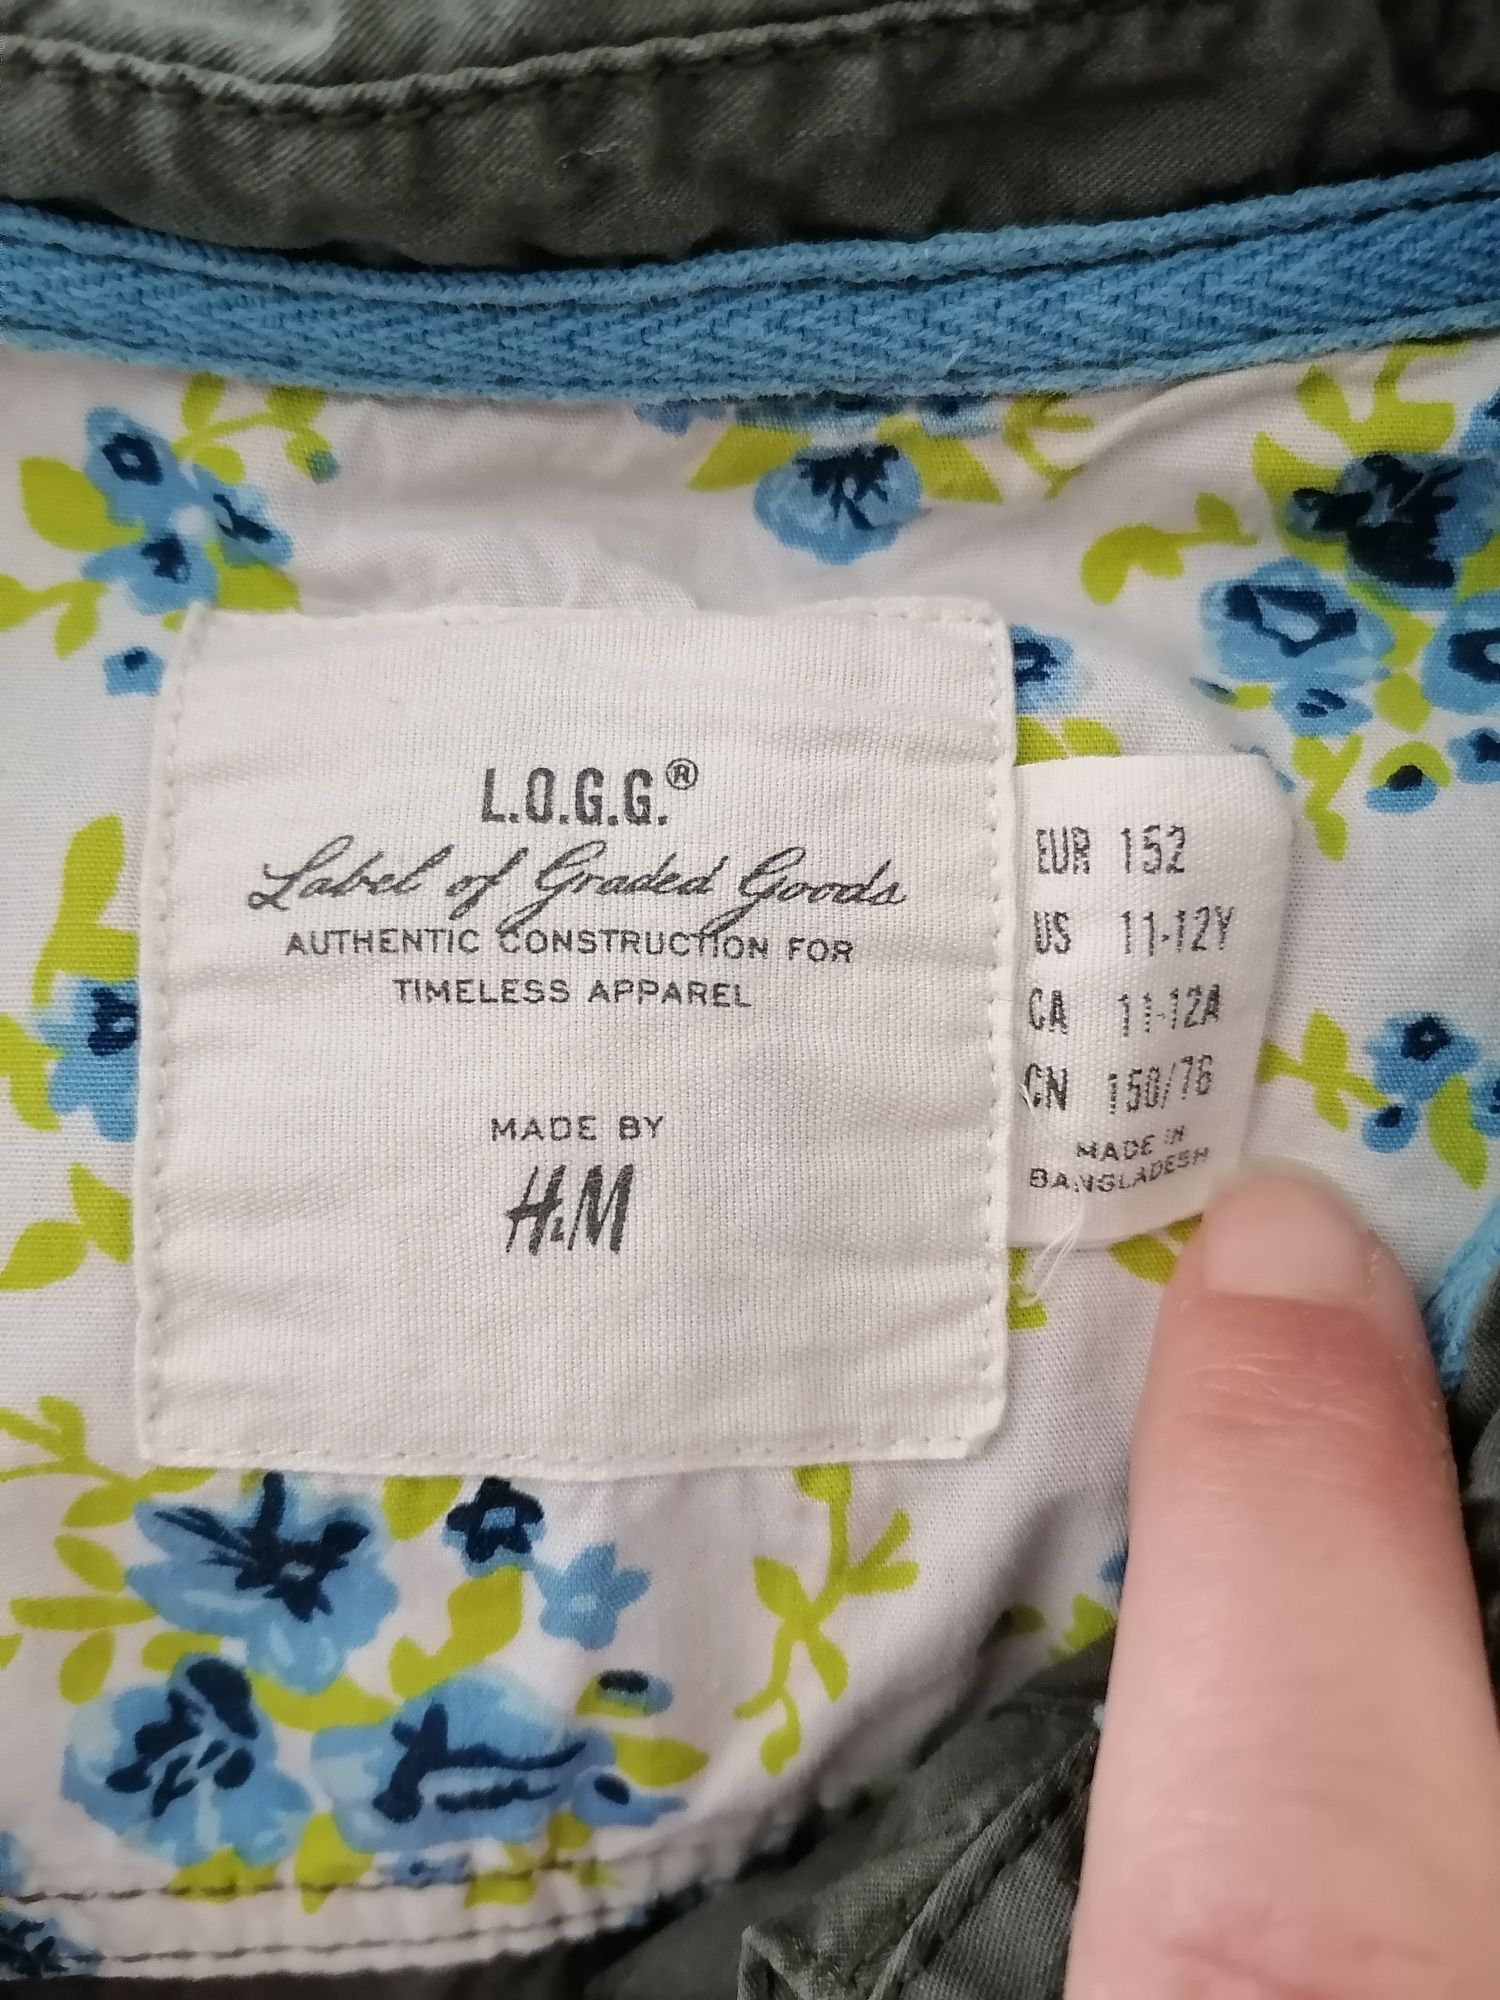 L.O.G.G.®
Label of Graded Goods
AUTHENTIC CONSTRUCTION FOR
TIMELESS APPAREL
MADE BY
H&M
EUR 152
US 11-12Y
CA 11-12A
CN 150/76
MADE IN
BANGLADESH